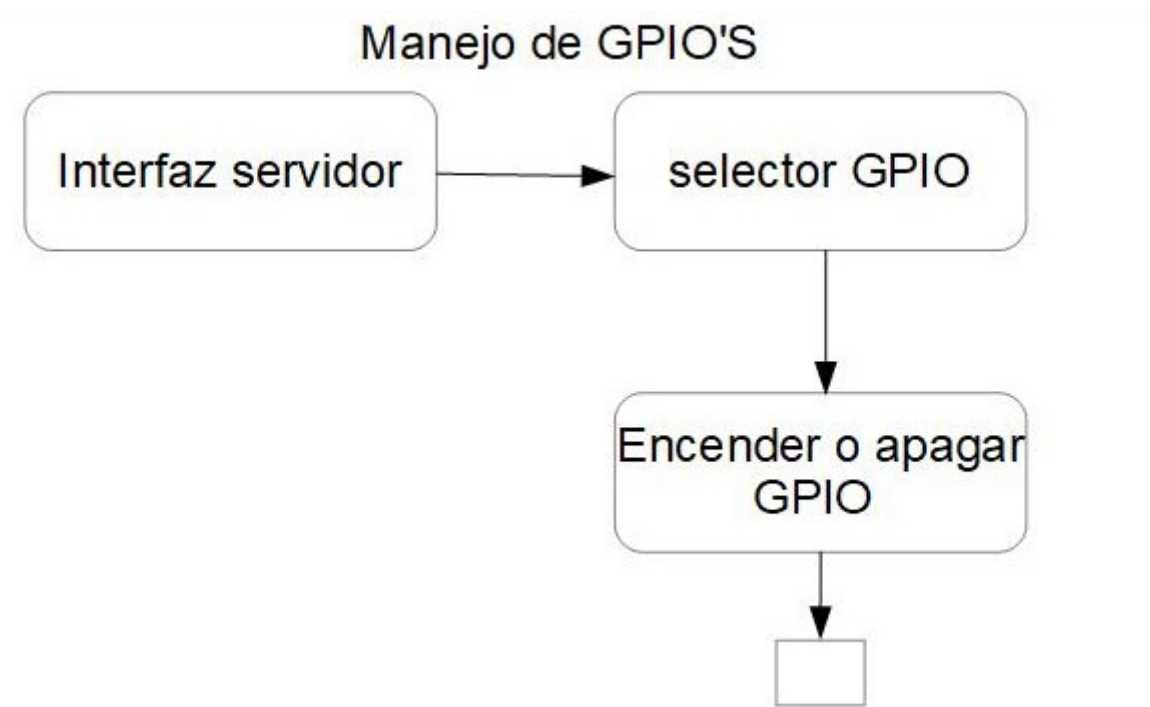 Manejo de GPIO'S
Interfaz servidor
selector GPIO
Encender o apagar
GPIO